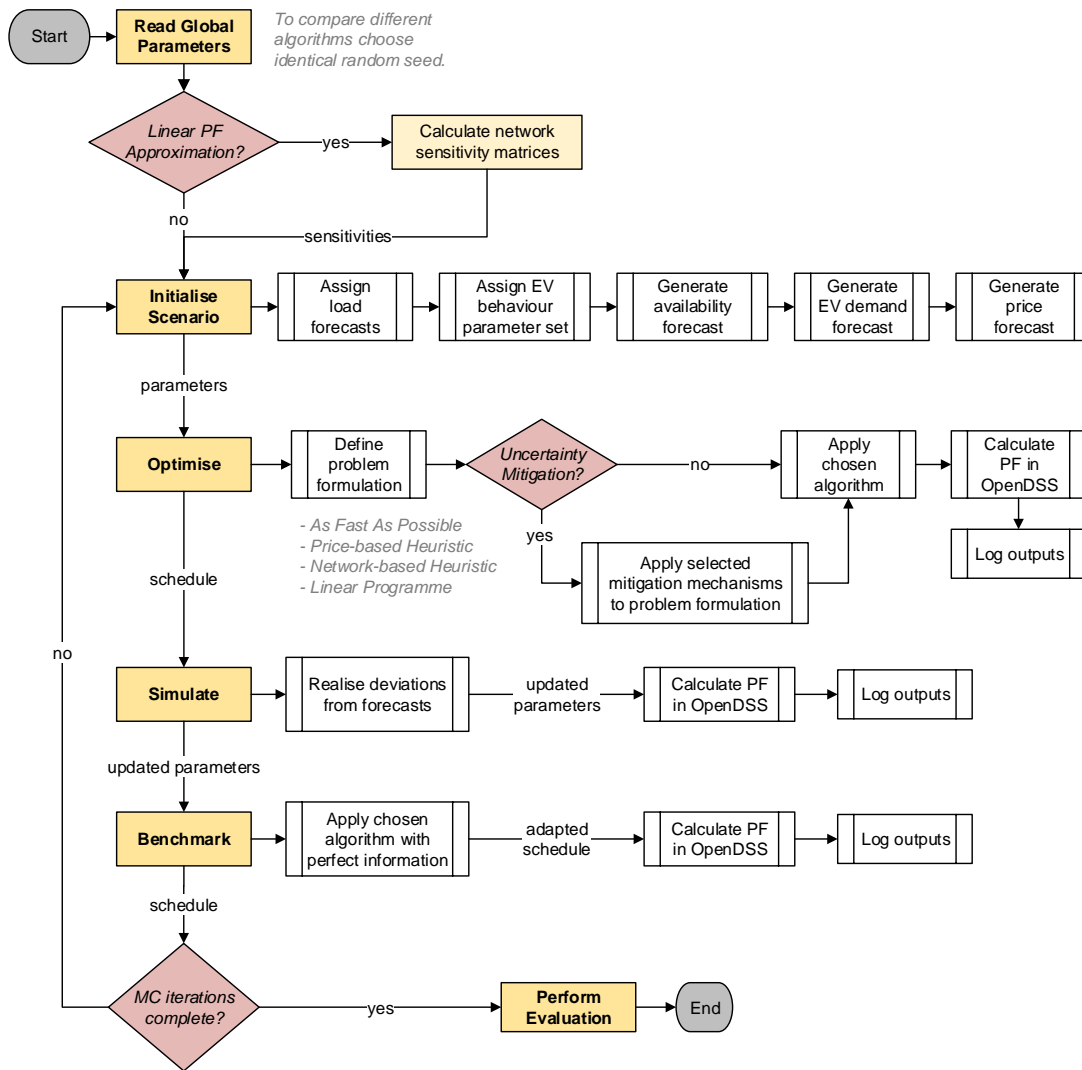 Start
Read Global
Parameters
To compare different
algorithms choose
identical random seed.
Linear PF
Approximation?
yes
Calculate network
sensitivity matrices
no
sensitivities
Initialise
Scenario
Assign
load
forecasts
Assign EV
behaviour
parameter set
Generate
availability
forecast
Generate
EV demand
forecast
Generate
price
forecast
parameters
Optimise
Define
problem
formulation
Uncertainty
Mitigation?
no
Apply
chosen
algorithm
Calculate
PF in
OpenDSS
- As Fast As Possible
- Price-based Heuristic
- Network-based Heuristic
- Linear Programme
yes
Apply selected
mitigation mechanisms
to problem formulation
Log outputs
schedule
no
Simulate
Realise deviations
from forecasts
updated
parameters
Calculate PF
in OpenDSS
Log outputs
updated parameters
Benchmark
Apply chosen
algorithm with
perfect information
adapted
schedule
Calculate PF
in OpenDSS
Log outputs
schedule
MC iterations
complete?
yes
Perform
Evaluation
End